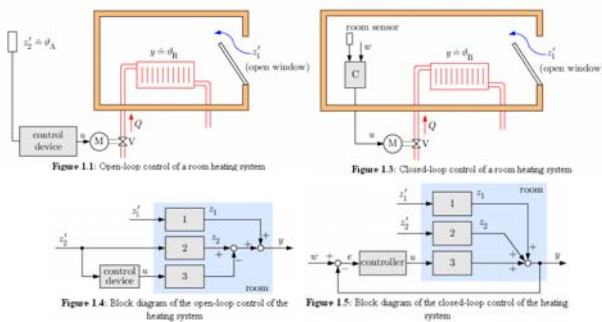 z′₂ ≐ ϑ_A
y ≐ ϑ_R
z′₁
(open window)
Q̇
control
device
u
M
V
Figure 1.1: Open-loop control of a room heating system
room sensor
w
C
y ≐ ϑ_R
z′₁
(open window)
Q̇
u
M
V
Figure 1.3: Closed-loop control of a room heating system
z′₁
1
z₁
z′₂
2
z₂
+
+
+
−
y
control
device
u
3
room
Figure 1.4: Block diagram of the open-loop control of the
heating system
room
z′₁
1
z₁
z′₂
2
z₂
+
+
+
w
+
−
e
controller
u
3
y
Figure 1.5: Block diagram of the closed-loop control of the heating
system